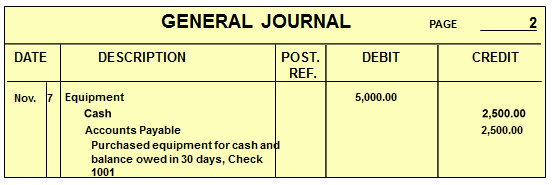 GENERAL JOURNAL PAGE 2
DATE DESCRIPTION POST. REF. DEBIT CREDIT
Nov. 7 Equipment 5,000.00
Cash 2,500.00
Accounts Payable 2,500.00
Purchased equipment for cash and
balance owed in 30 days, Check
1001